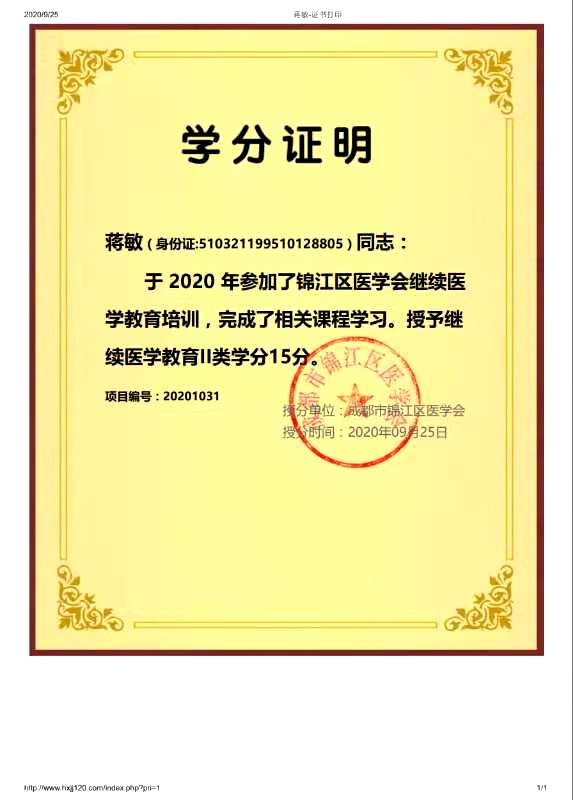 2020/9/25 蒋敏-证书打印
学分证明
蒋敏（身份证:510321199510128805）同志：
于 2020 年参加了锦江区医学会继续医
学教育培训，完成了相关课程学习。授予继
续医学教育II类学分15分。
项目编号：20201031
成都市锦江区医学会
授分单位：成都市锦江区医学会
授分时间：2020年09月25日
http://www.hxjj120.com/index.php?pri=1 1/1